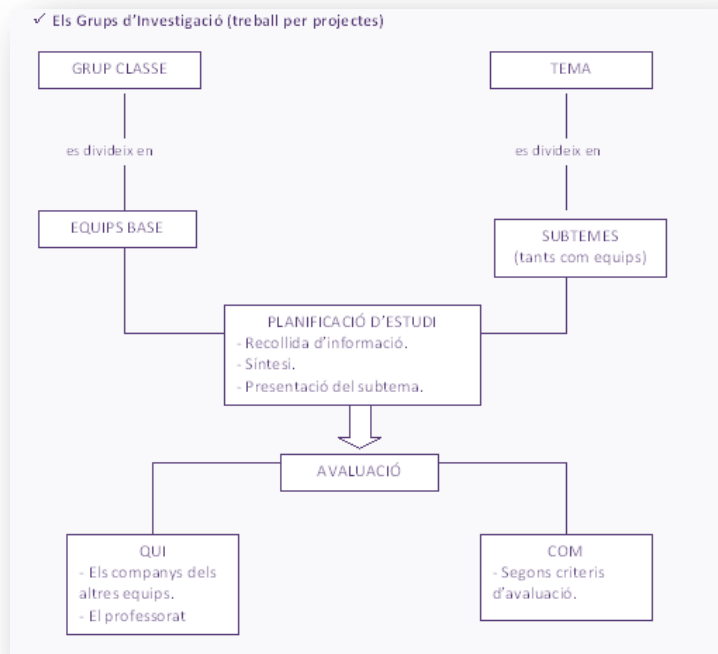 ✓ Els Grups d'Investigació (treball per projectes)
GRUP CLASSE
TEMA
es divideix en
es divideix en
EQUIPS BASE
SUBTEMES
(tants com equips)
PLANIFICACIÓ D'ESTUDI
- Recollida d'informació.
- Síntesi.
- Presentació del subtema.
AVALUACIÓ
QUI
- Els companys dels
altres equips.
- El professorat
COM
- Segons criteris
d'avaluació.